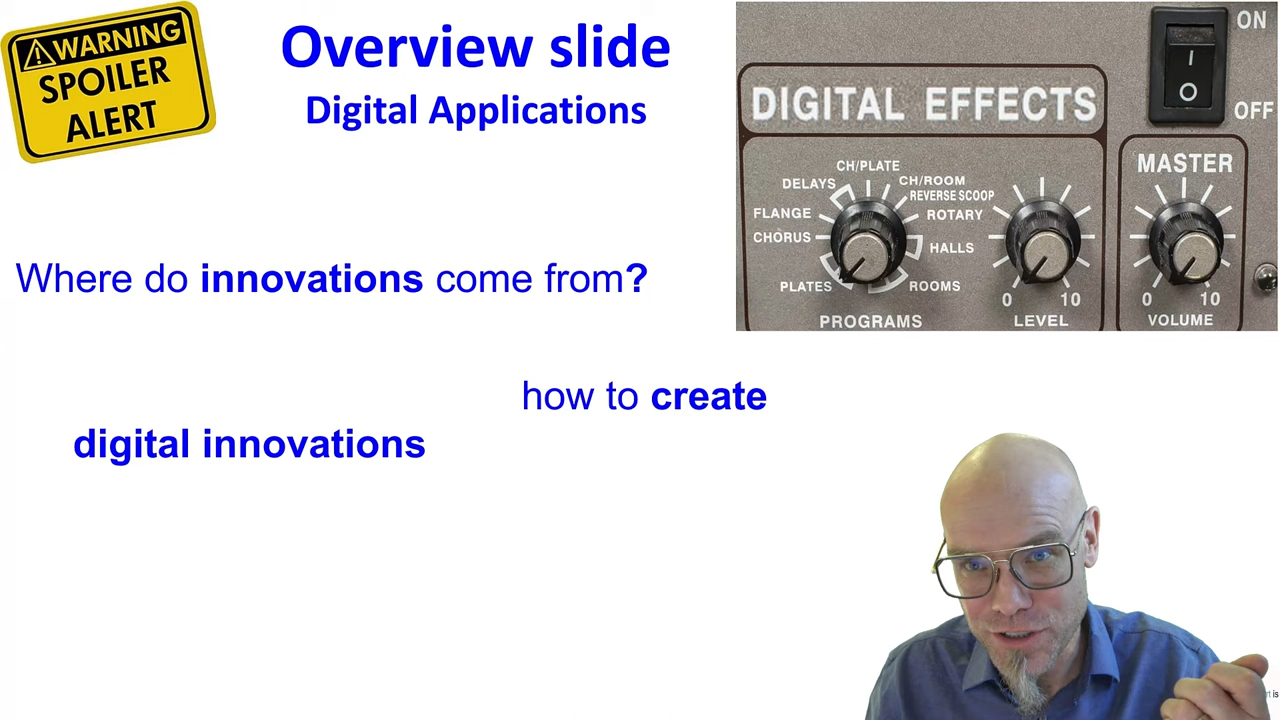 WARNING
SPOILER
ALERT
Overview slide
Digital Applications
Where do innovations come from?
how to create
digital innovations
ON
I
O
OFF
DIGITAL EFFECTS
CH/PLATE
DELAYS
CH/ROOM
REVERSE SCOOP
FLANGE
ROTARY
CHORUS
HALLS
PLATES
ROOMS
PROGRAMS
0
10
LEVEL
MASTER
0
10
VOLUME
is